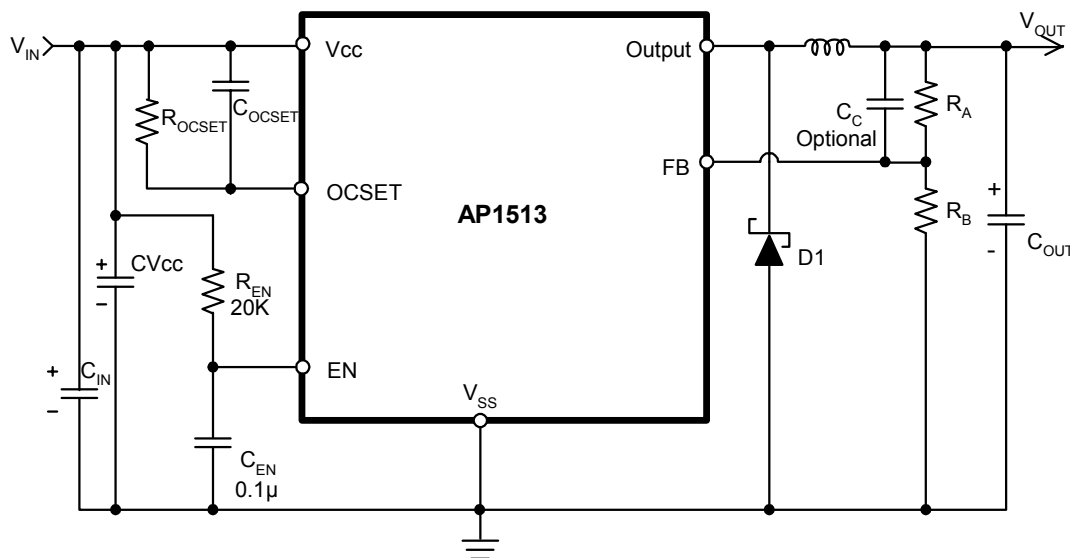 V_IN
Vcc
Output
V_OUT
R_OCSET
C_OCSET
C_C
Optional
R_A
FB
OCSET
AP1513
R_B
+
C_OUT
-
CVcc
+
−
R_EN
20K
D1
C_IN
+
−
EN
V_SS
C_EN
0.1µ